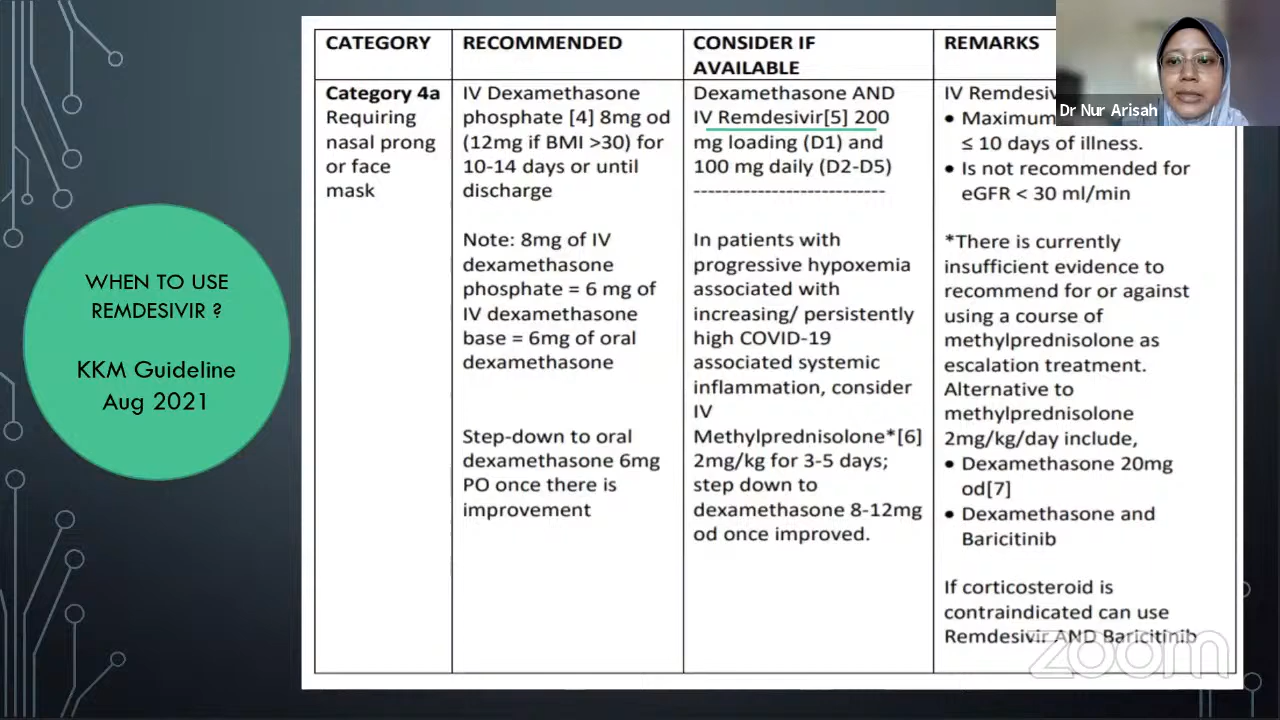 WHEN TO USE
REMDESIVIR ?
KKM Guideline
Aug 2021
CATEGORY
RECOMMENDED
CONSIDER IF
AVAILABLE
REMARKS
Category 4a
Requiring
nasal prong
or face
mask
IV Dexamethasone
phosphate [4] 8mg od
(12mg if BMI >30) for
10-14 days or until
discharge
Note: 8mg of IV
dexamethasone
phosphate = 6 mg of
IV dexamethasone
base = 6mg of oral
dexamethasone
Step-down to oral
dexamethasone 6mg
PO once there is
improvement
Dexamethasone AND
IV Remdesivir[5] 200
mg loading (D1) and
100 mg daily (D2-D5)
---------------------------
In patients with
progressive hypoxemia
associated with
increasing/ persistently
high COVID-19
associated systemic
inflammation, consider
IV
Methylprednisolone*[6]
2mg/kg for 3-5 days;
step down to
dexamethasone 8-12mg
od once improved.
IV
• Maximum
≤ 10 days of illness.
• Is not recommended for
eGFR < 30 ml/min
*There is currently
insufficient evidence to
recommend for or against
using a course of
methylprednisolone as
escalation treatment.
Alternative to
methylprednisolone
2mg/kg/day include,
• Dexamethasone 20mg
od[7]
• Dexamethasone and
Baricitinib
If corticosteroid is
contraindicated can use
Remdesivir AND Baricitinib
Dr Nur Arisah
zoom